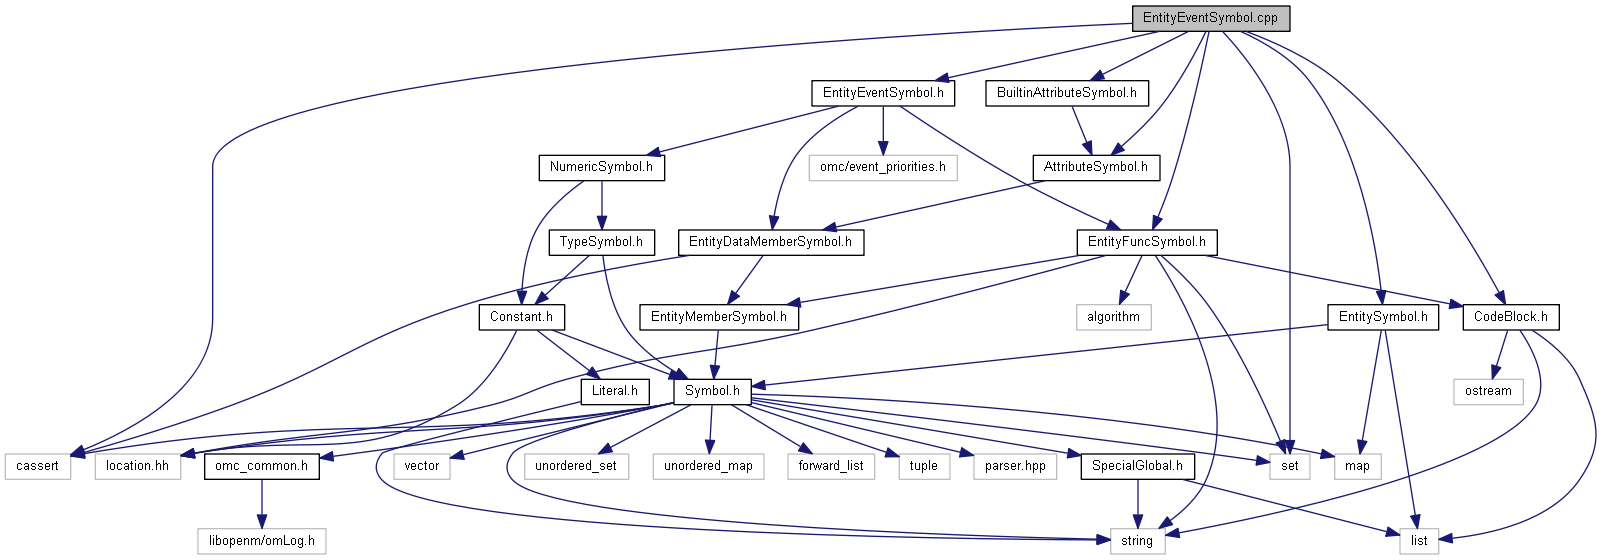 EntityEventSymbol.cpp
EntityEventSymbol.h
BuiltinAttributeSymbol.h
NumericSymbol.h
omc/event_priorities.h
AttributeSymbol.h
TypeSymbol.h
EntityDataMemberSymbol.h
EntityFuncSymbol.h
Constant.h
EntityMemberSymbol.h
algorithm
EntitySymbol.h
CodeBlock.h
Literal.h
Symbol.h
ostream
cassert
location.hh
omc_common.h
vector
unordered_set
unordered_map
forward_list
tuple
parser.hpp
SpecialGlobal.h
set
map
libopenm/omLog.h
string
list